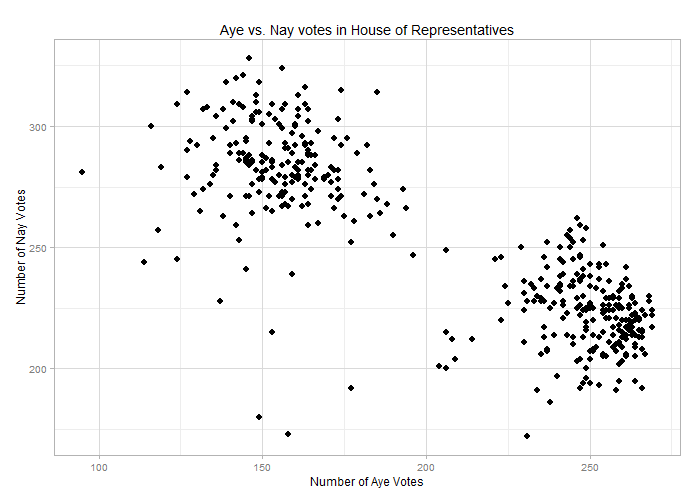 Aye vs. Nay votes in House of Representatives
Number of Nay Votes
300
250
200
100
150
200
250
Number of Aye Votes